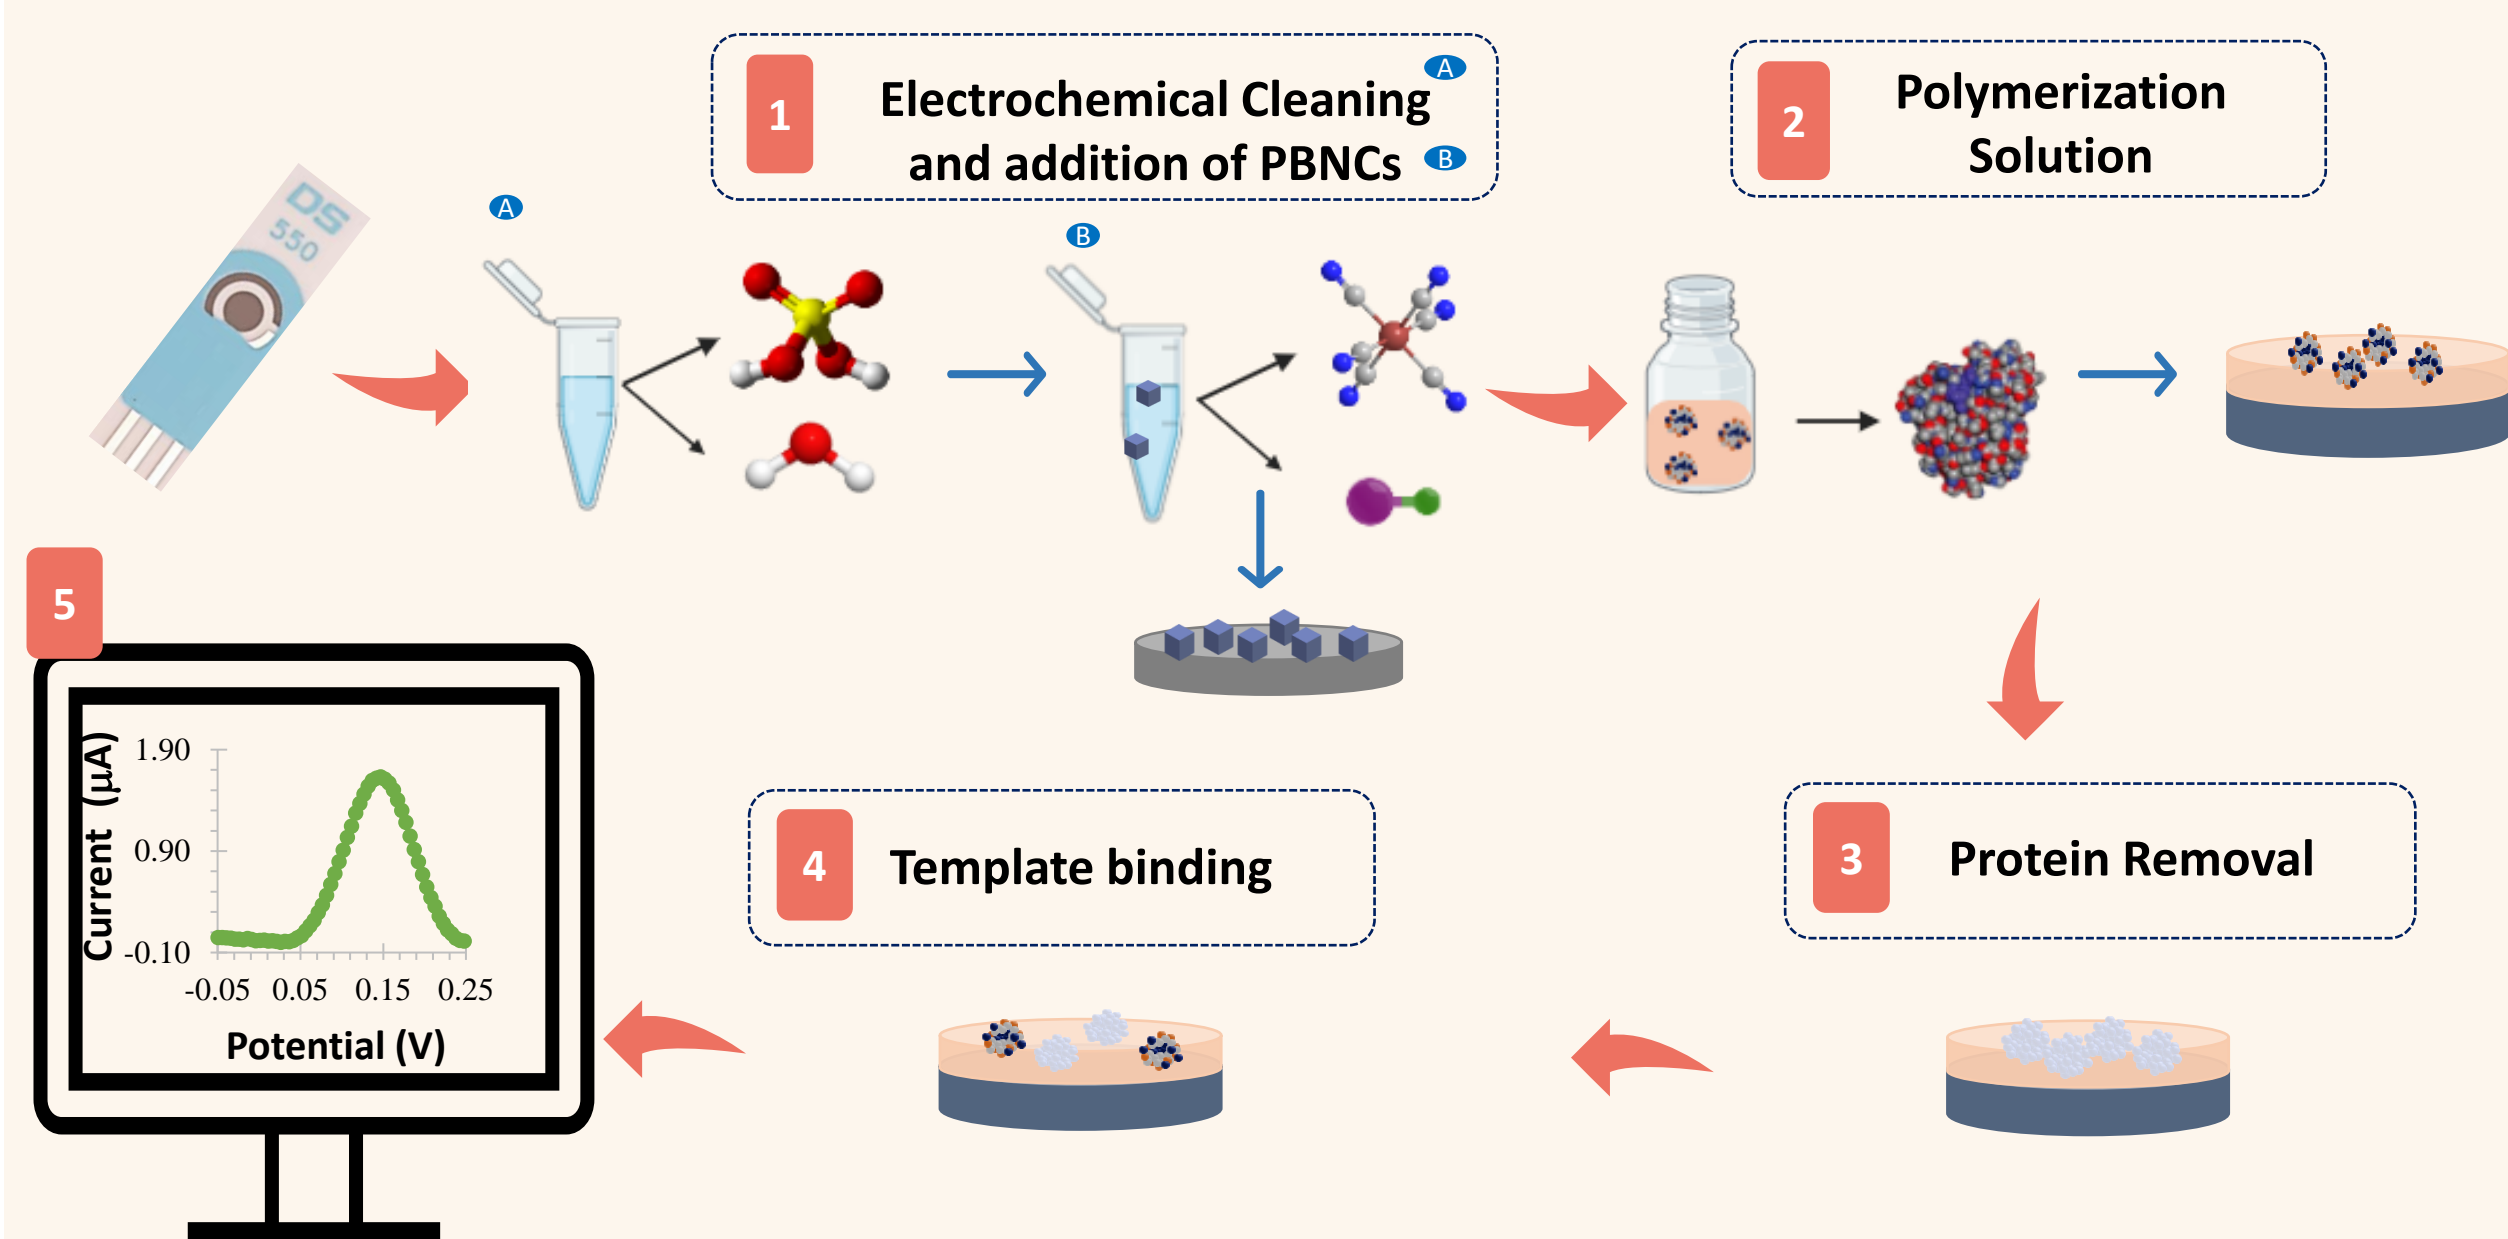 1
Electrochemical Cleaning A
and addition of PBNCs B
2
Polymerization
Solution
DS
550
A
B
5
Current (µA)
1.90
0.90
-0.10
-0.05 0.05 0.15 0.25
Potential (V)
4
Template binding
3
Protein Removal